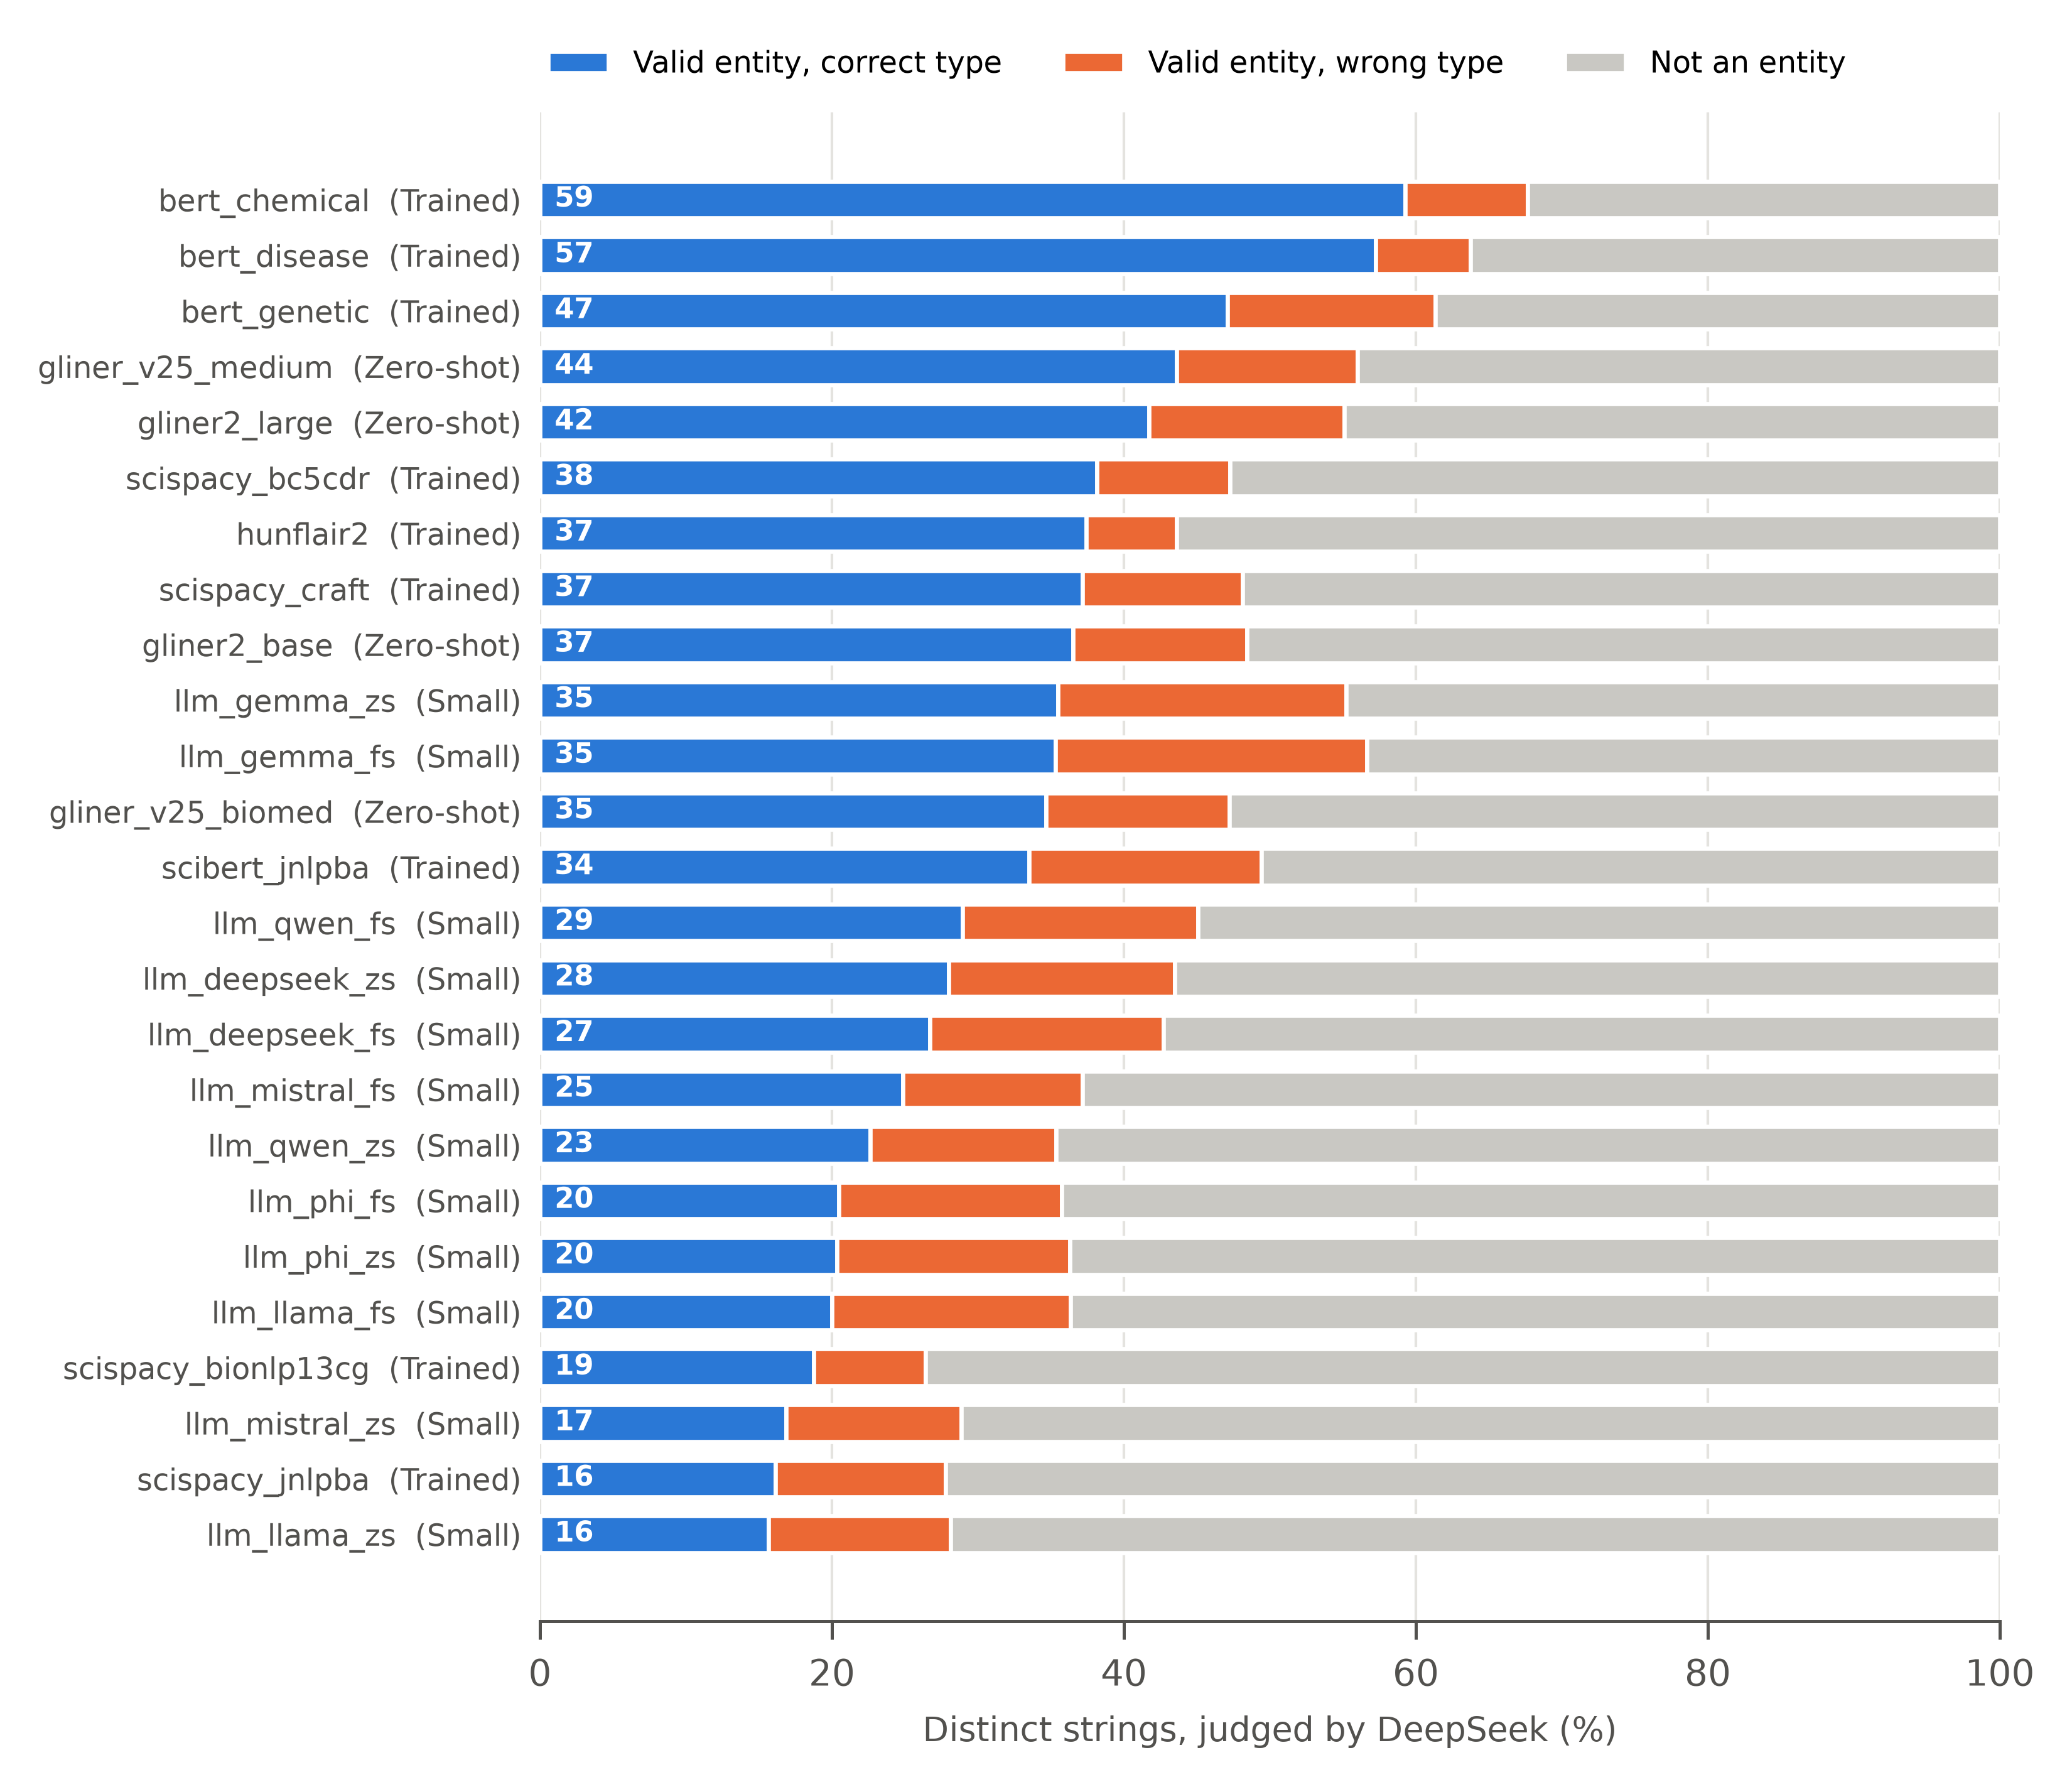 Valid entity, correct type  Valid entity, wrong type  Not an entity
bert_chemical (Trained) 59
bert_disease (Trained) 57
bert_genetic (Trained) 47
gliner_v25_medium (Zero-shot) 44
gliner2_large (Zero-shot) 42
scispacy_bc5cdr (Trained) 38
hunflair2 (Trained) 37
scispacy_craft (Trained) 37
gliner2_base (Zero-shot) 37
llm_gemma_zs (Small) 35
llm_gemma_fs (Small) 35
gliner_v25_biomed (Zero-shot) 35
scibert_jnlpba (Trained) 34
llm_qwen_fs (Small) 29
llm_deepseek_zs (Small) 28
llm_deepseek_fs (Small) 27
llm_mistral_fs (Small) 25
llm_qwen_zs (Small) 23
llm_phi_fs (Small) 20
llm_phi_zs (Small) 20
llm_llama_fs (Small) 20
scispacy_bionlp13cg (Trained) 19
llm_mistral_zs (Small) 17
scispacy_jnlpba (Trained) 16
llm_llama_zs (Small) 16
0 20 40 60 80 100
Distinct strings, judged by DeepSeek (%)